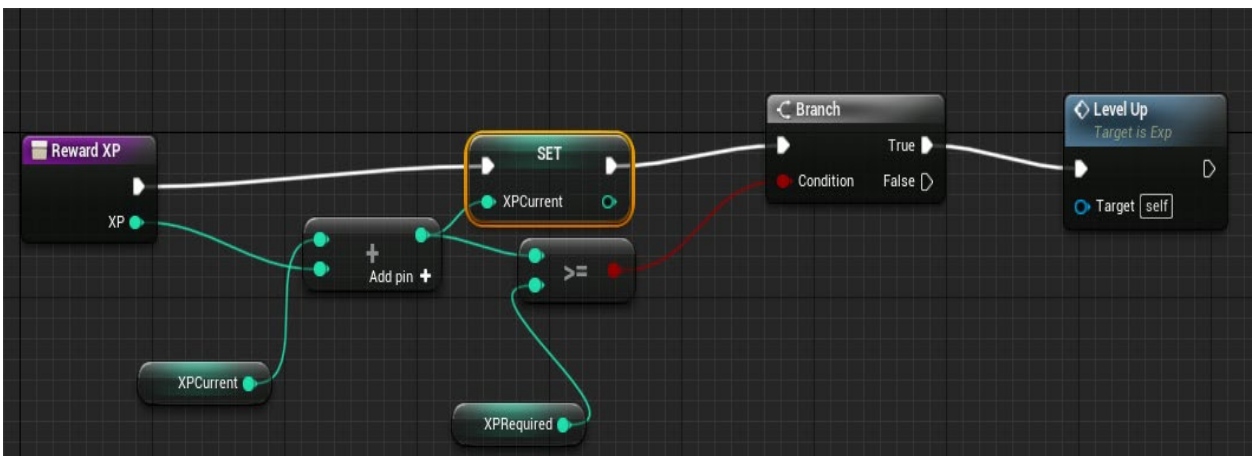 Reward XP
XP
XPCurrent
+
Add pin +
SET
XPCurrent
>=
XPRequired
Branch
True
Condition
False
Level Up
Target is Exp
Target self